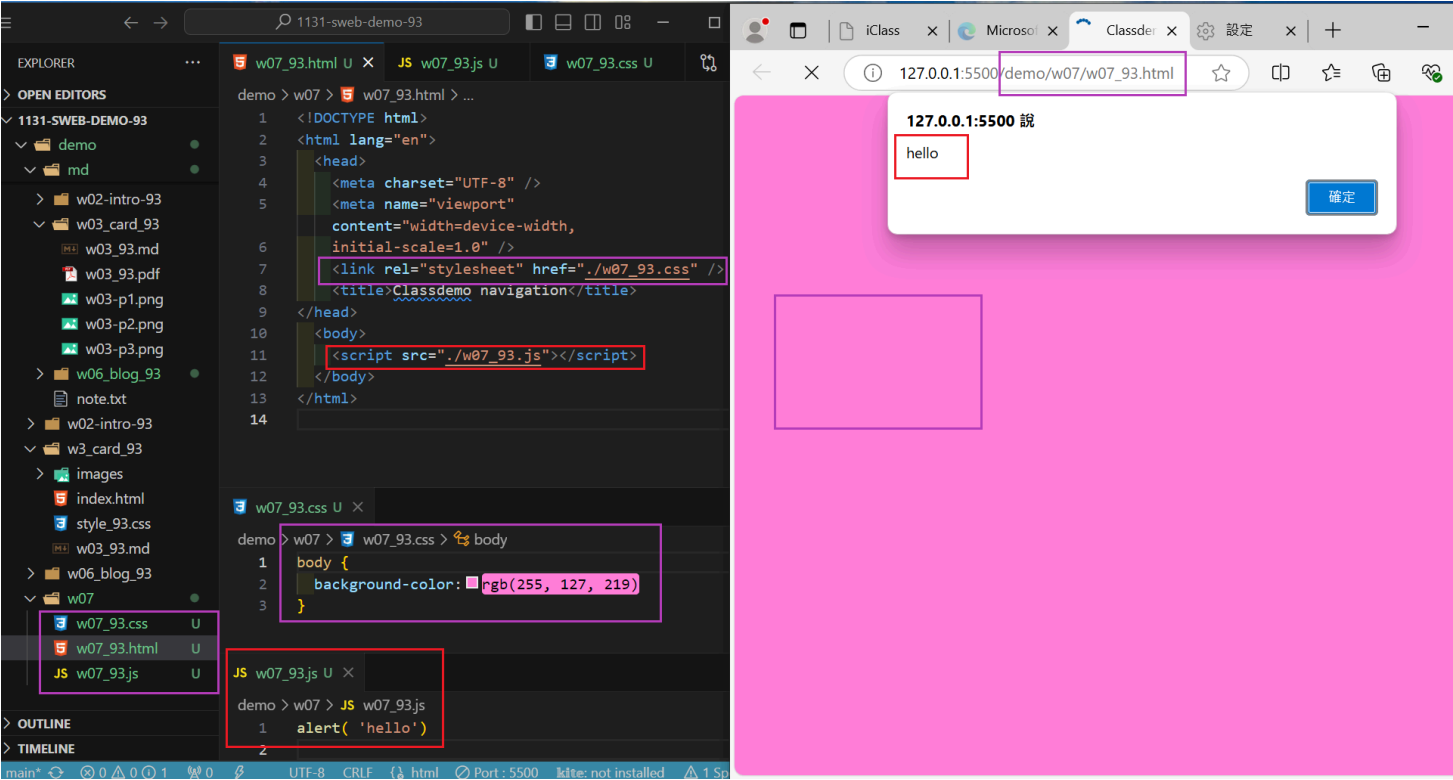 1131-sweb-demo-93
EXPLORER
OPEN EDITORS
1131-SWEB-DEMO-93
demo
md
w02-intro-93
w03_card_93
w03_93.md
w03_93.pdf
w03-p1.png
w03-p2.png
w03-p3.png
w06_blog_93
note.txt
w02-intro-93
w3_card_93
images
index.html
style_93.css
w03_93.md
w06_blog_93
w07
w07_93.css U
w07_93.html U
JS w07_93.js U
OUTLINE
TIMELINE
w07_93.html U
JS w07_93.js U
w07_93.css U
demo > w07 > w07_93.html > ...
1 <!DOCTYPE html>
2 <html lang="en">
3 <head>
4 <meta charset="UTF-8" />
5 <meta name="viewport"
content="width=device-width,
6 initial-scale=1.0" />
7 <link rel="stylesheet" href="./w07_93.css" />
8 <title>Classdemo navigation</title>
9 </head>
10 <body>
11 <script src="./w07_93.js"></script>
12 </body>
13 </html>
14
w07_93.css U
demo > w07 > w07_93.css > body
1 body {
2 background-color: rgb(255, 127, 219)
3 }
JS w07_93.js U
demo > w07 > JS w07_93.js
1 alert( 'hello')
2
main* 0 0 1 0 UTF-8 CRLF html Port : 5500 kite: not installed 1 Sp
iClass
Microsof
Classder
設定
127.0.0.1:5500/demo/w07/w07_93.html
127.0.0.1:5500 說
hello
確定